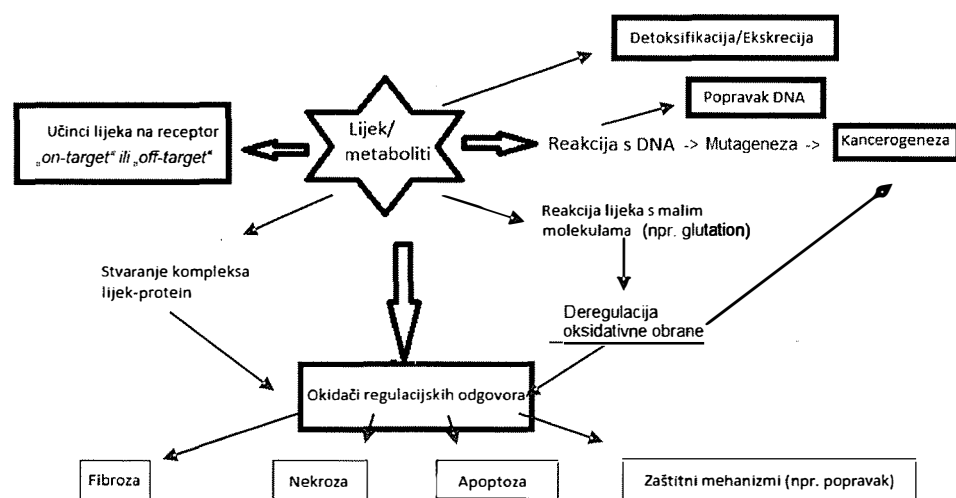 Detoksifikacija/Ekskrecija
Popravak DNA
Učinci lijeka na receptor
„on-target“ ili „off-target“
Lijek/
metaboliti
Reakcija s DNA -> Mutageneza ->
Kancerogeneza
Reakcija lijeka s malim
molekulama (npr. glutation)
Stvaranje kompleksa
lijek-protein
Deregulacija
oksidativne obrane
Okidači regulacijskih odgovora
Fibroza
Nekroza
Apoptoza
Zaštitni mehanizmi (npr. popravak)